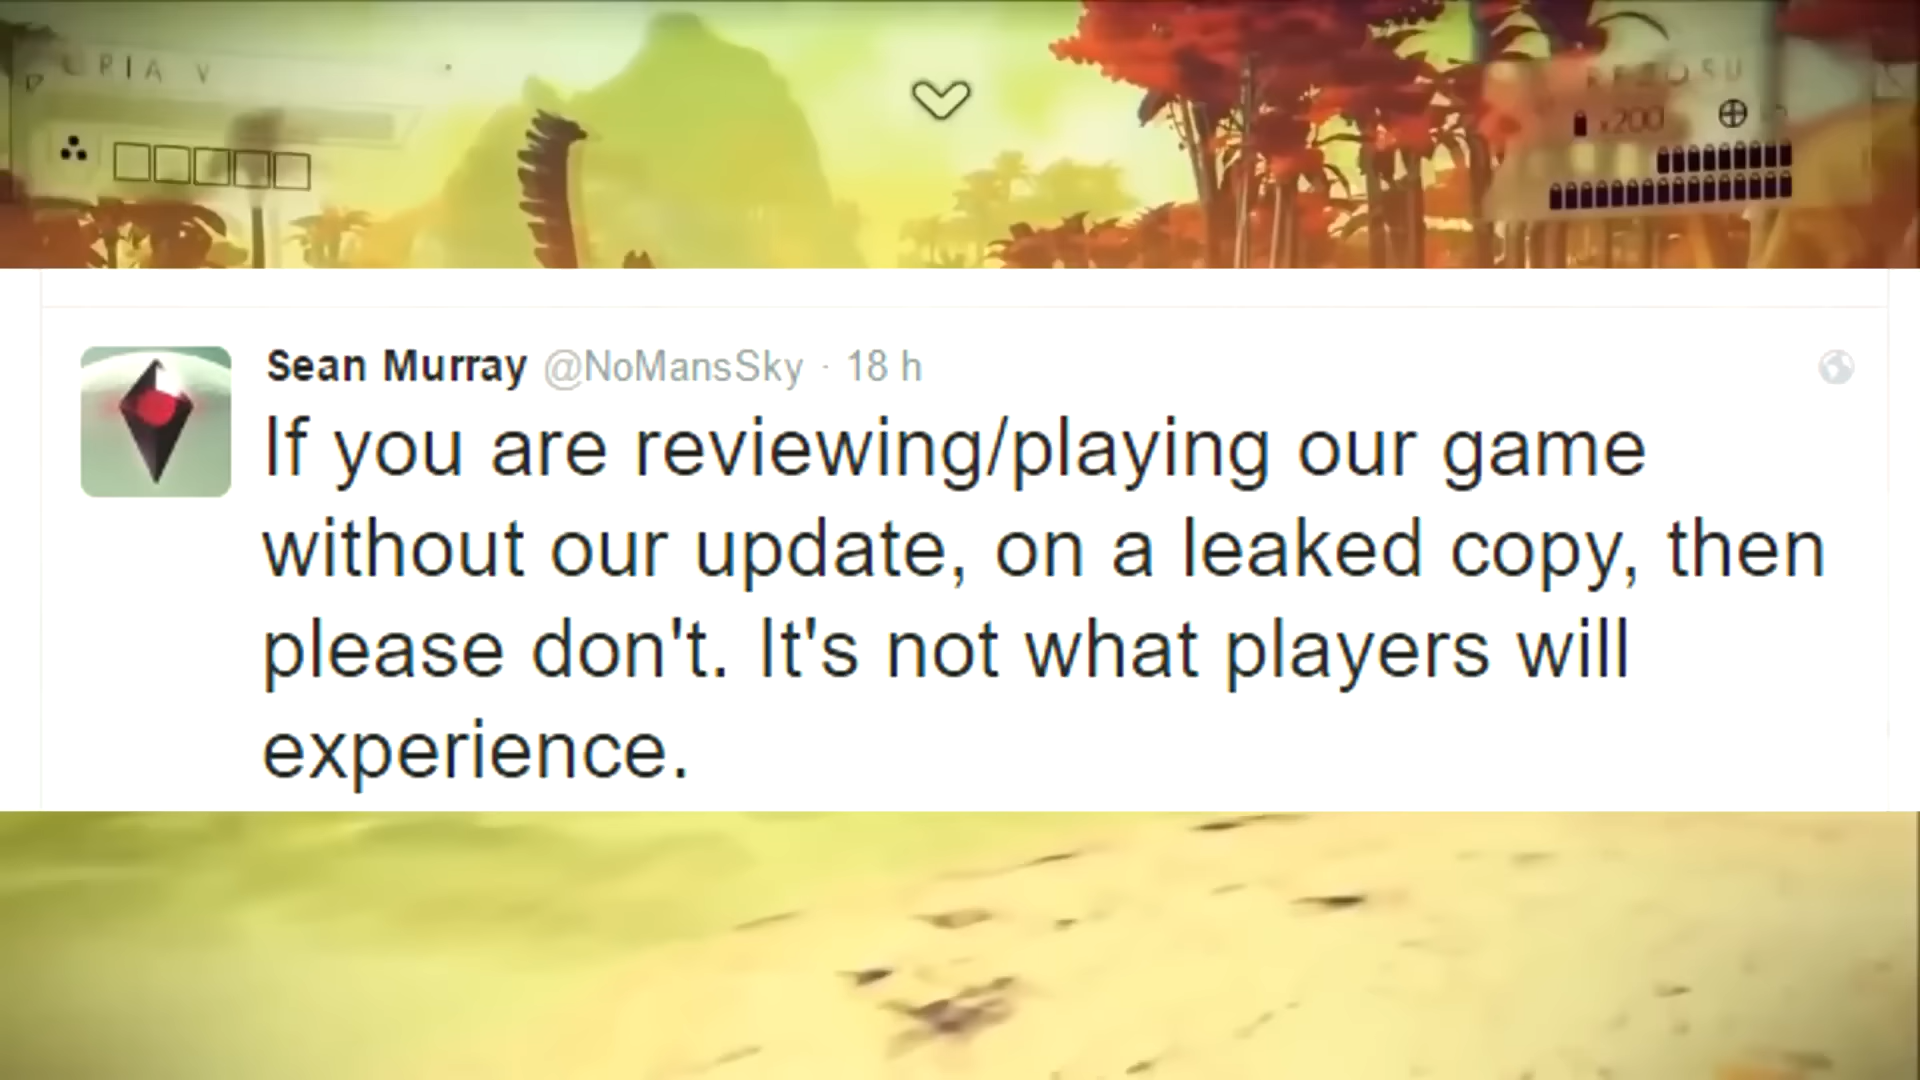 x200
Sean Murray @NoMansSky · 18 h
If you are reviewing/playing our game
without our update, on a leaked copy, then
please don't. It's not what players will
experience.